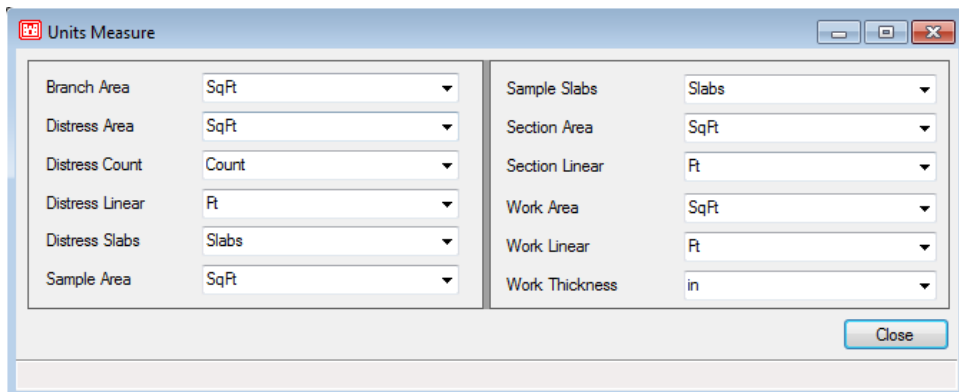 Units Measure
Branch Area SqFt
Distress Area SqFt
Distress Count Count
Distress Linear Ft
Distress Slabs Slabs
Sample Area SqFt
Sample Slabs Slabs
Section Area SqFt
Section Linear Ft
Work Area SqFt
Work Linear Ft
Work Thickness in
Close